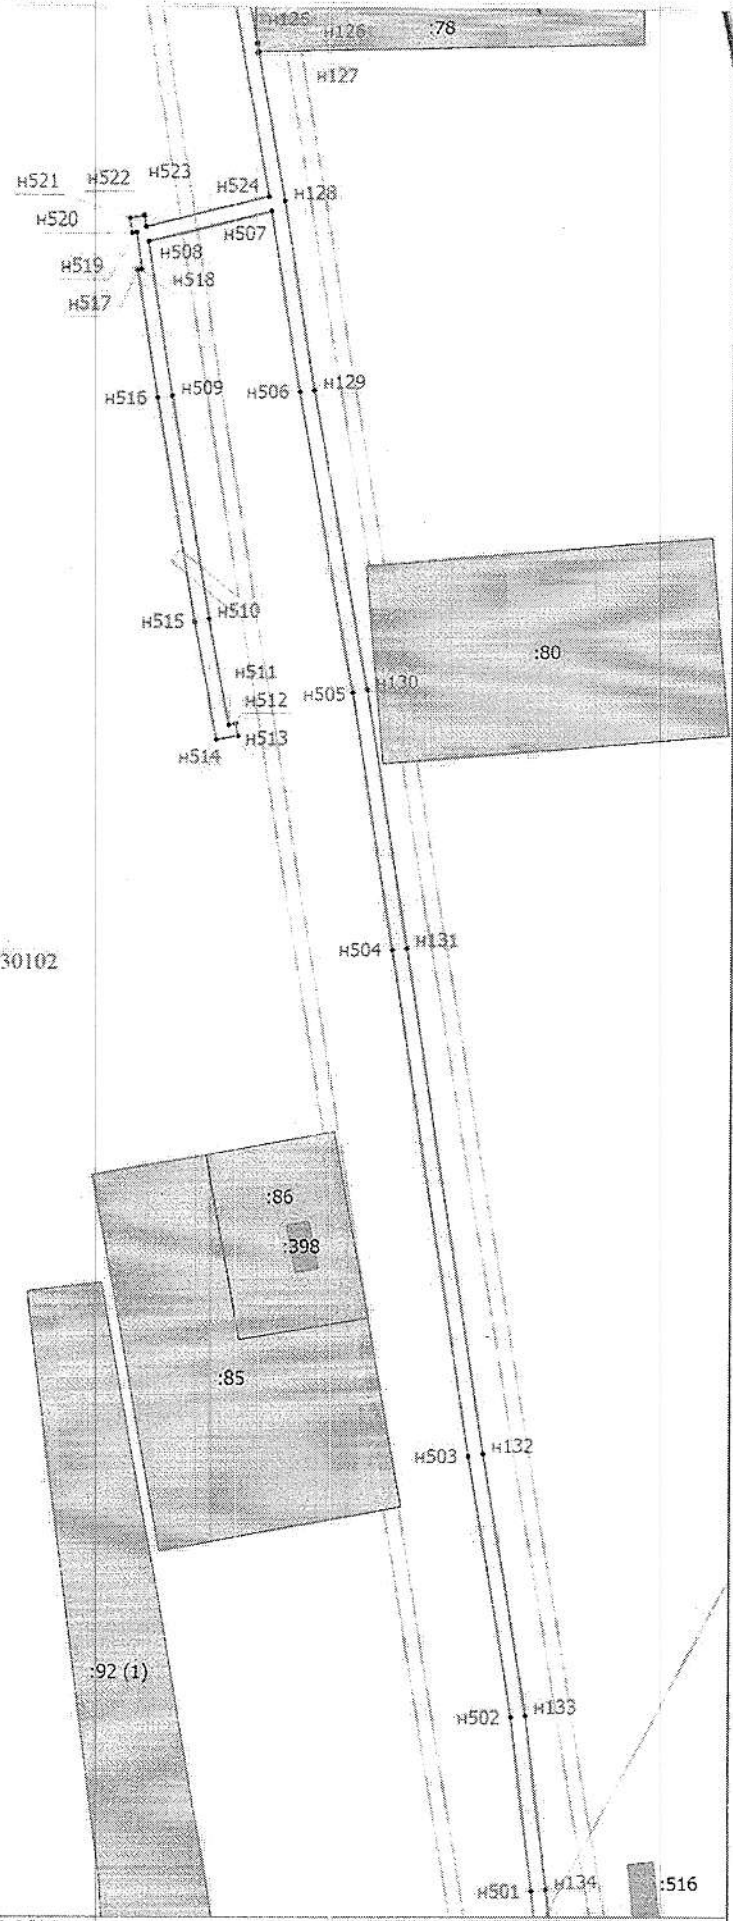 н125
н126
:78
н127
н523
н522
н521
н524
н128
н520
н507
н508
н519
н518
н517
н129
н509
н516
н506
н510
н515
:80
н511
н130
н505
н512
н513
н514
н131
н504
30102
:86
:398
:85
н132
н503
:92 (1)
н133
н502
н134
:516
н501